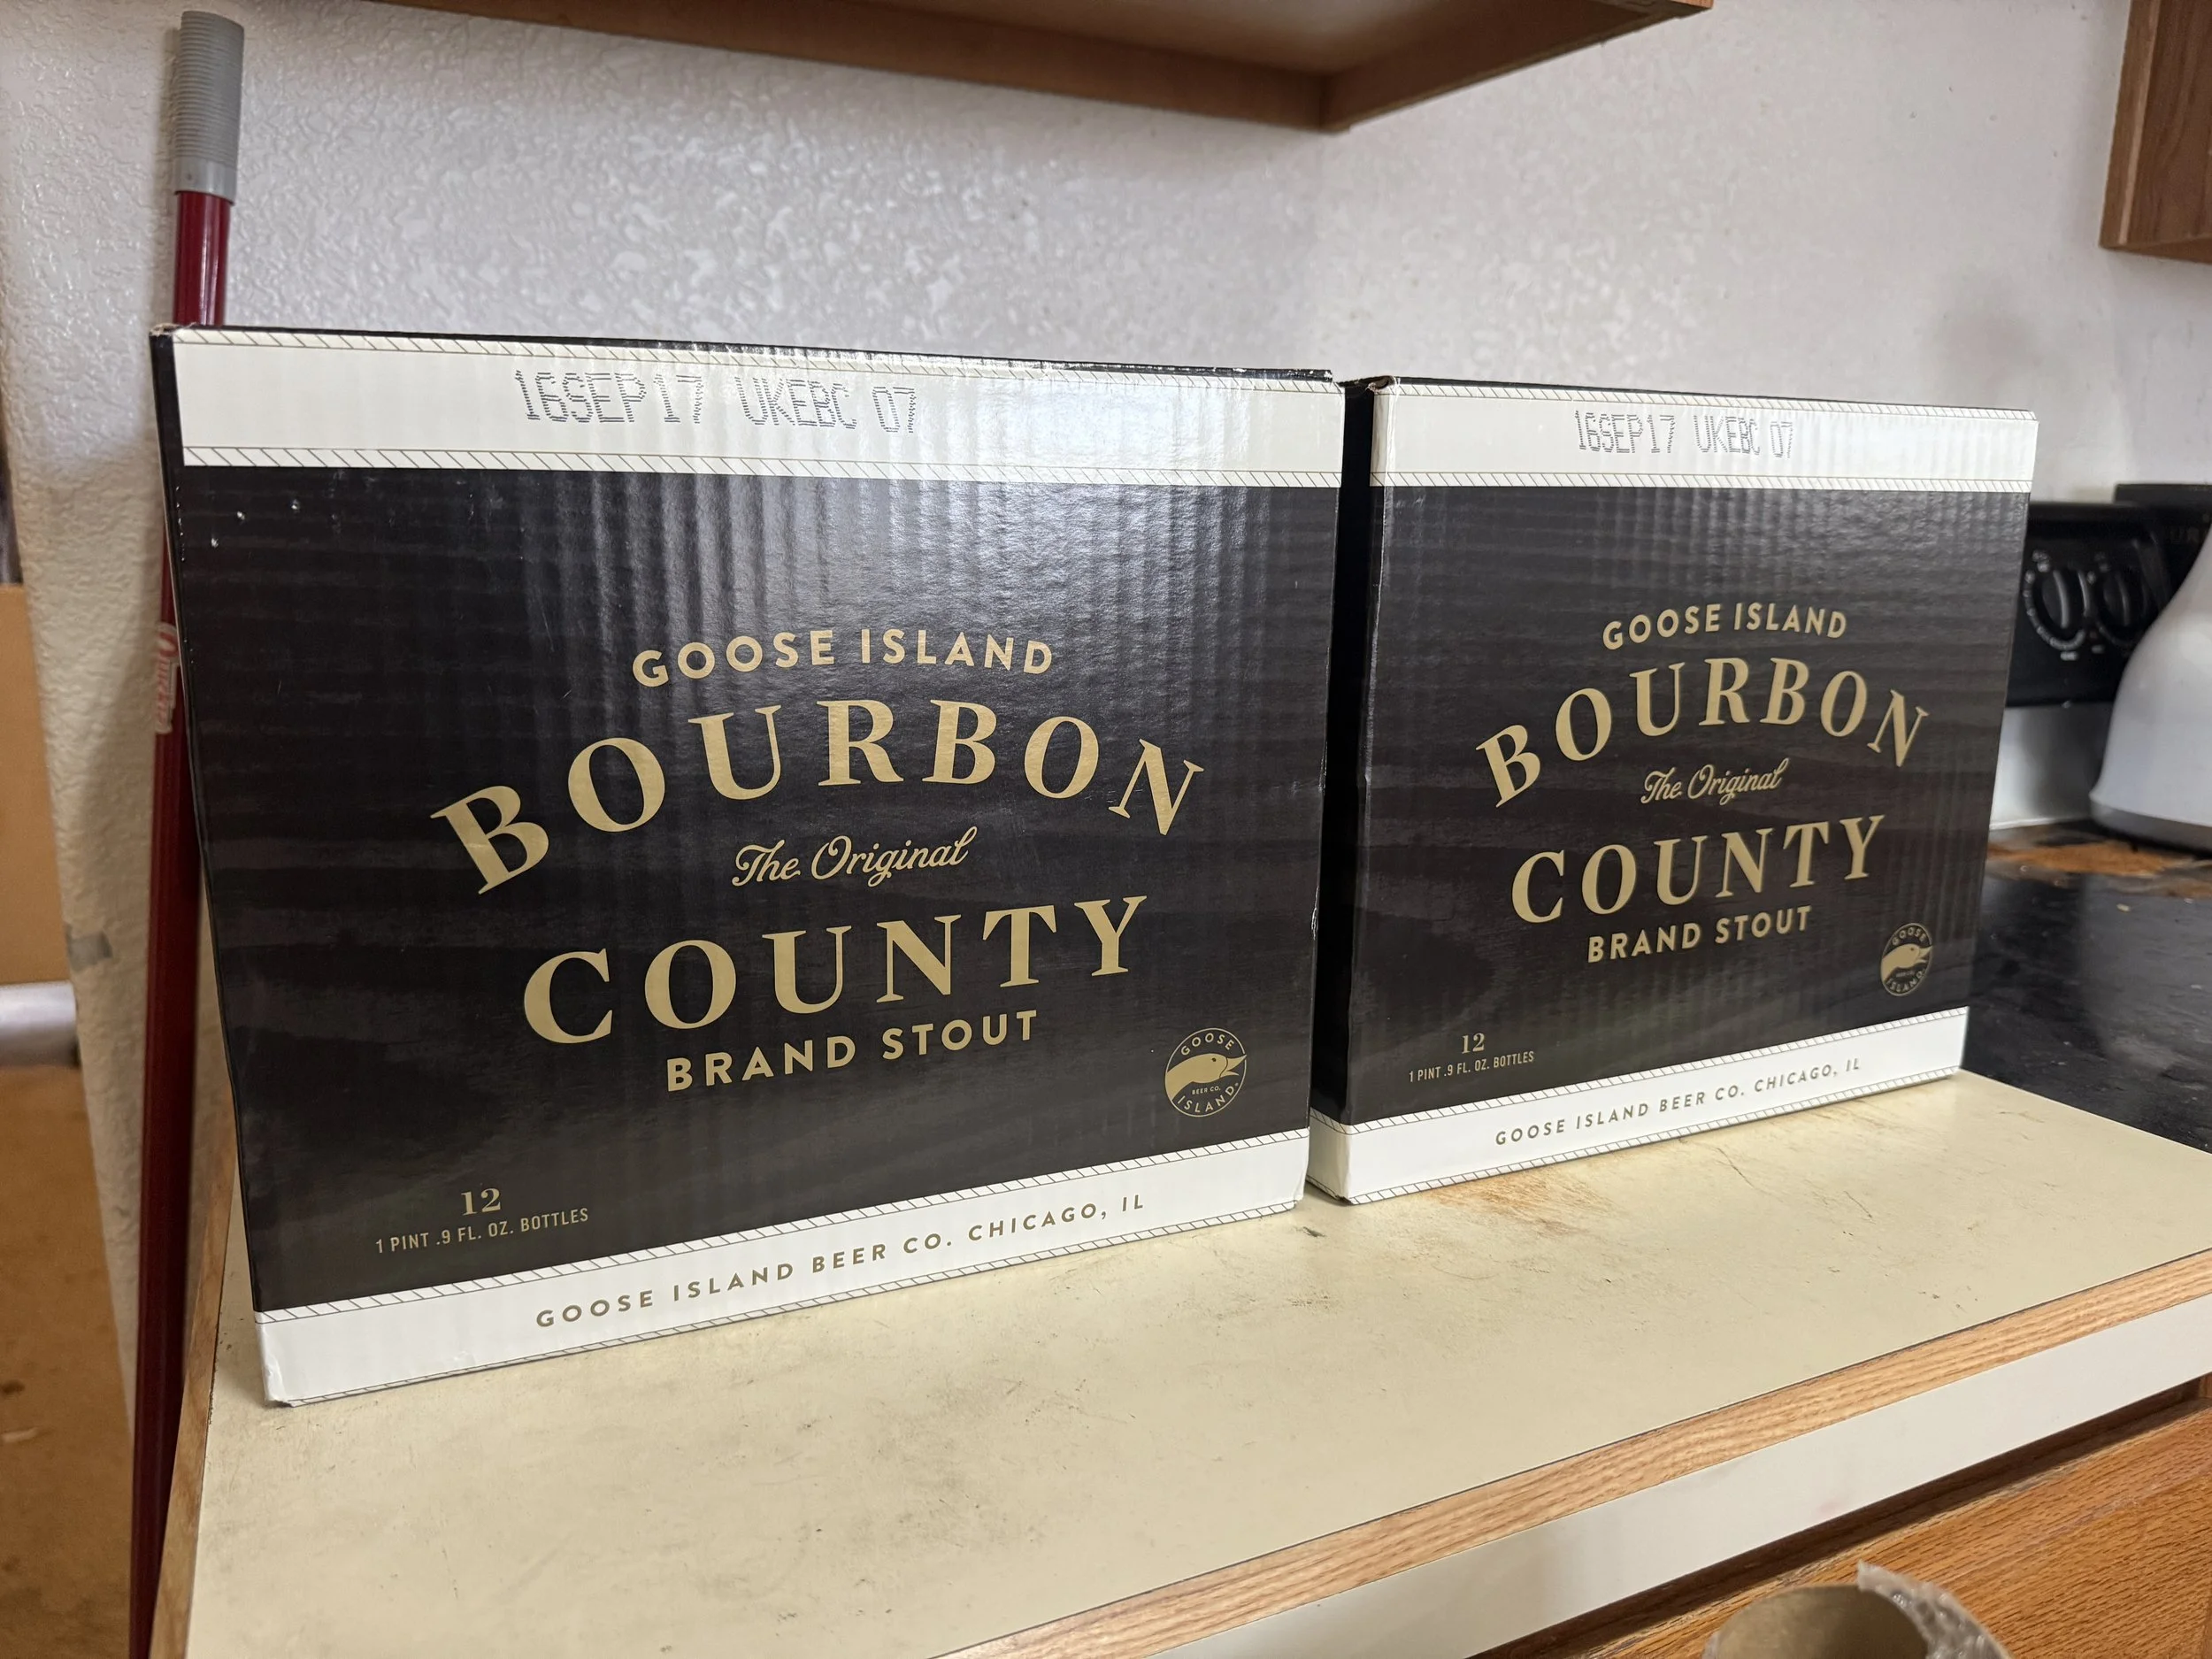 16SEP17 UKEBC 07
GOOSE ISLAND
BOURBON
The Original
COUNTY
BRAND STOUT
GOOSE
BEER CO.
ISLAND
12
1 PINT .9 FL. OZ. BOTTLES
GOOSE ISLAND BEER CO. CHICAGO, IL
16SEP17 UKEBC 07
GOOSE ISLAND
BOURBON
The Original
COUNTY
BRAND STOUT
GOOSE
BEER CO.
ISLAND
12
1 PINT .9 FL. OZ. BOTTLES
GOOSE ISLAND BEER CO. CHICAGO, IL